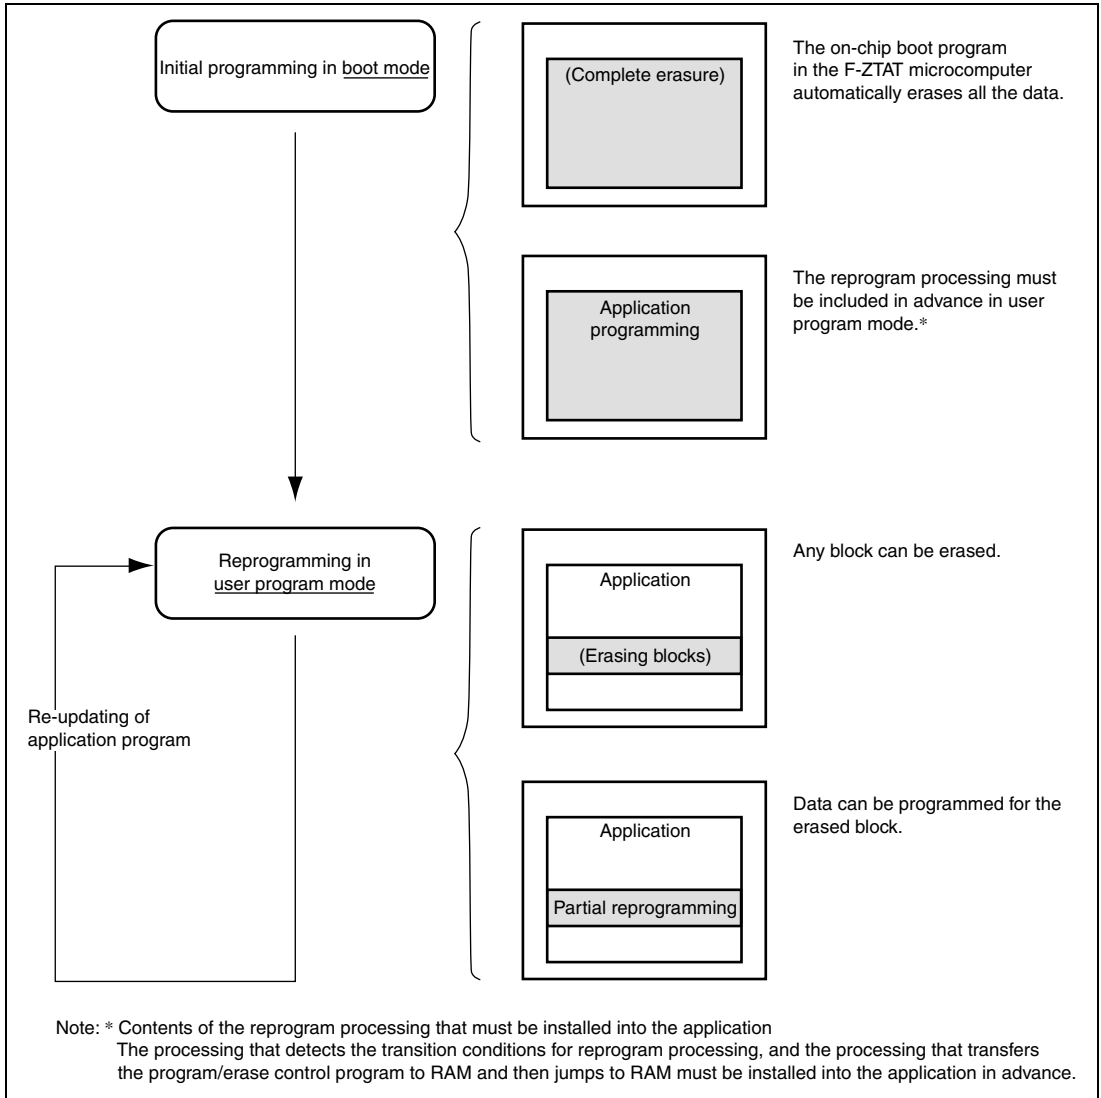 Initial programming in boot mode
(Complete erasure)
The on-chip boot program
in the F-ZTAT microcomputer
automatically erases all the data.
Application
programming
The reprogram processing must
be included in advance in user
program mode.*
Reprogramming in
user program mode
Application
(Erasing blocks)
Any block can be erased.
Re-updating of
application program
Application
Partial reprogramming
Data can be programmed for the
erased block.
Note: * Contents of the reprogram processing that must be installed into the application
The processing that detects the transition conditions for reprogram processing, and the processing that transfers
the program/erase control program to RAM and then jumps to RAM must be installed into the application in advance.